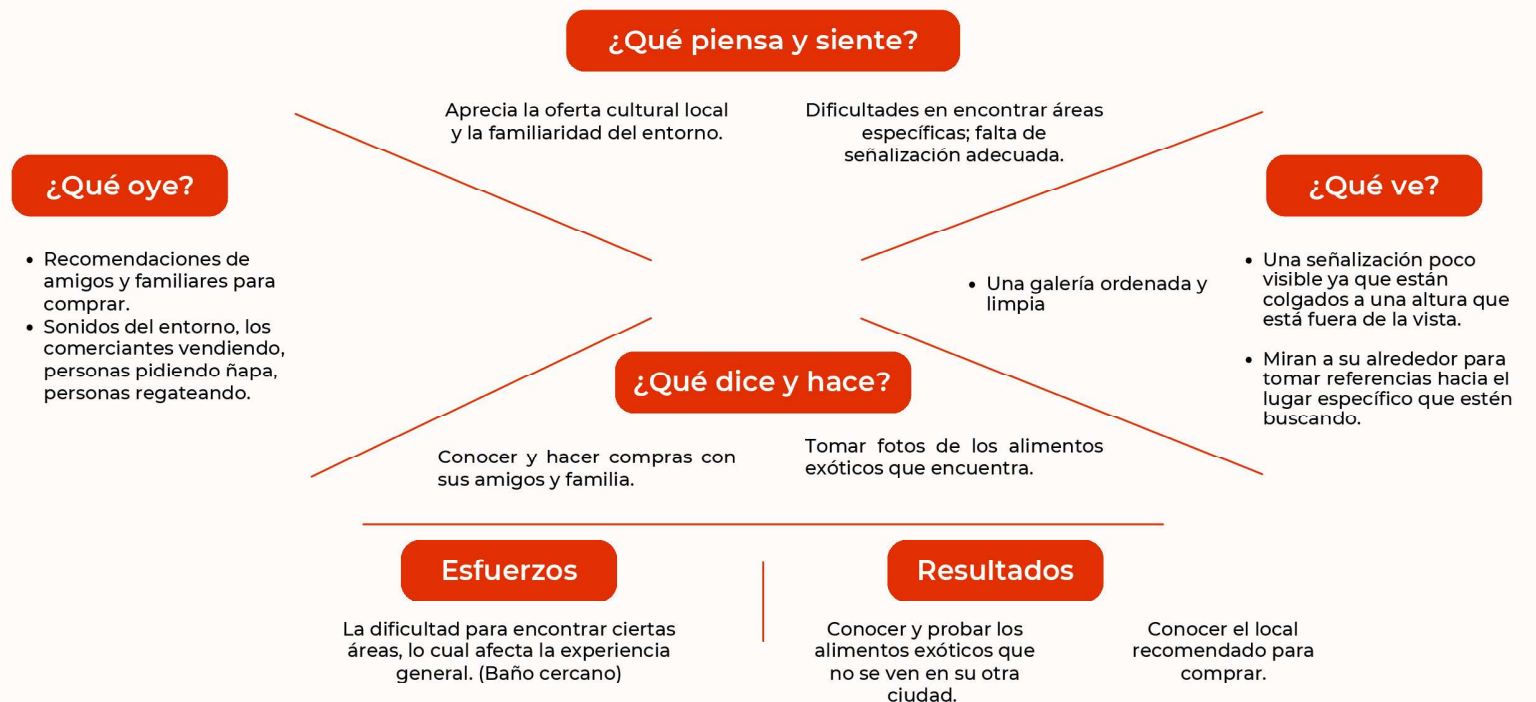 ¿Qué piensa y siente?
Aprecia la oferta cultural local
y la familiaridad del entorno.
Dificultades en encontrar áreas
específicas; falta de
señalización adecuada.
¿Qué oye?
• Recomendaciones de
amigos y familiares para
comprar.
• Sonidos del entorno, los
comerciantes vendiendo,
personas pidiendo ñapa,
personas regateando.
¿Qué ve?
• Una galería ordenada y
limpia
• Una señalización poco
visible ya que están
colgados a una altura que
está fuera de la vista.
• Miran a su alrededor para
tomar referencias hacia el
lugar específico que estén
buscando.
¿Qué dice y hace?
Conocer y hacer compras con
sus amigos y familia.
Tomar fotos de los alimentos
exóticos que encuentra.
Esfuerzos
La dificultad para encontrar ciertas
áreas, lo cual afecta la experiencia
general. (Baño cercano)
Resultados
Conocer y probar los
alimentos exóticos que
no se ven en su otra
ciudad.
Conocer el local
recomendado para
comprar.